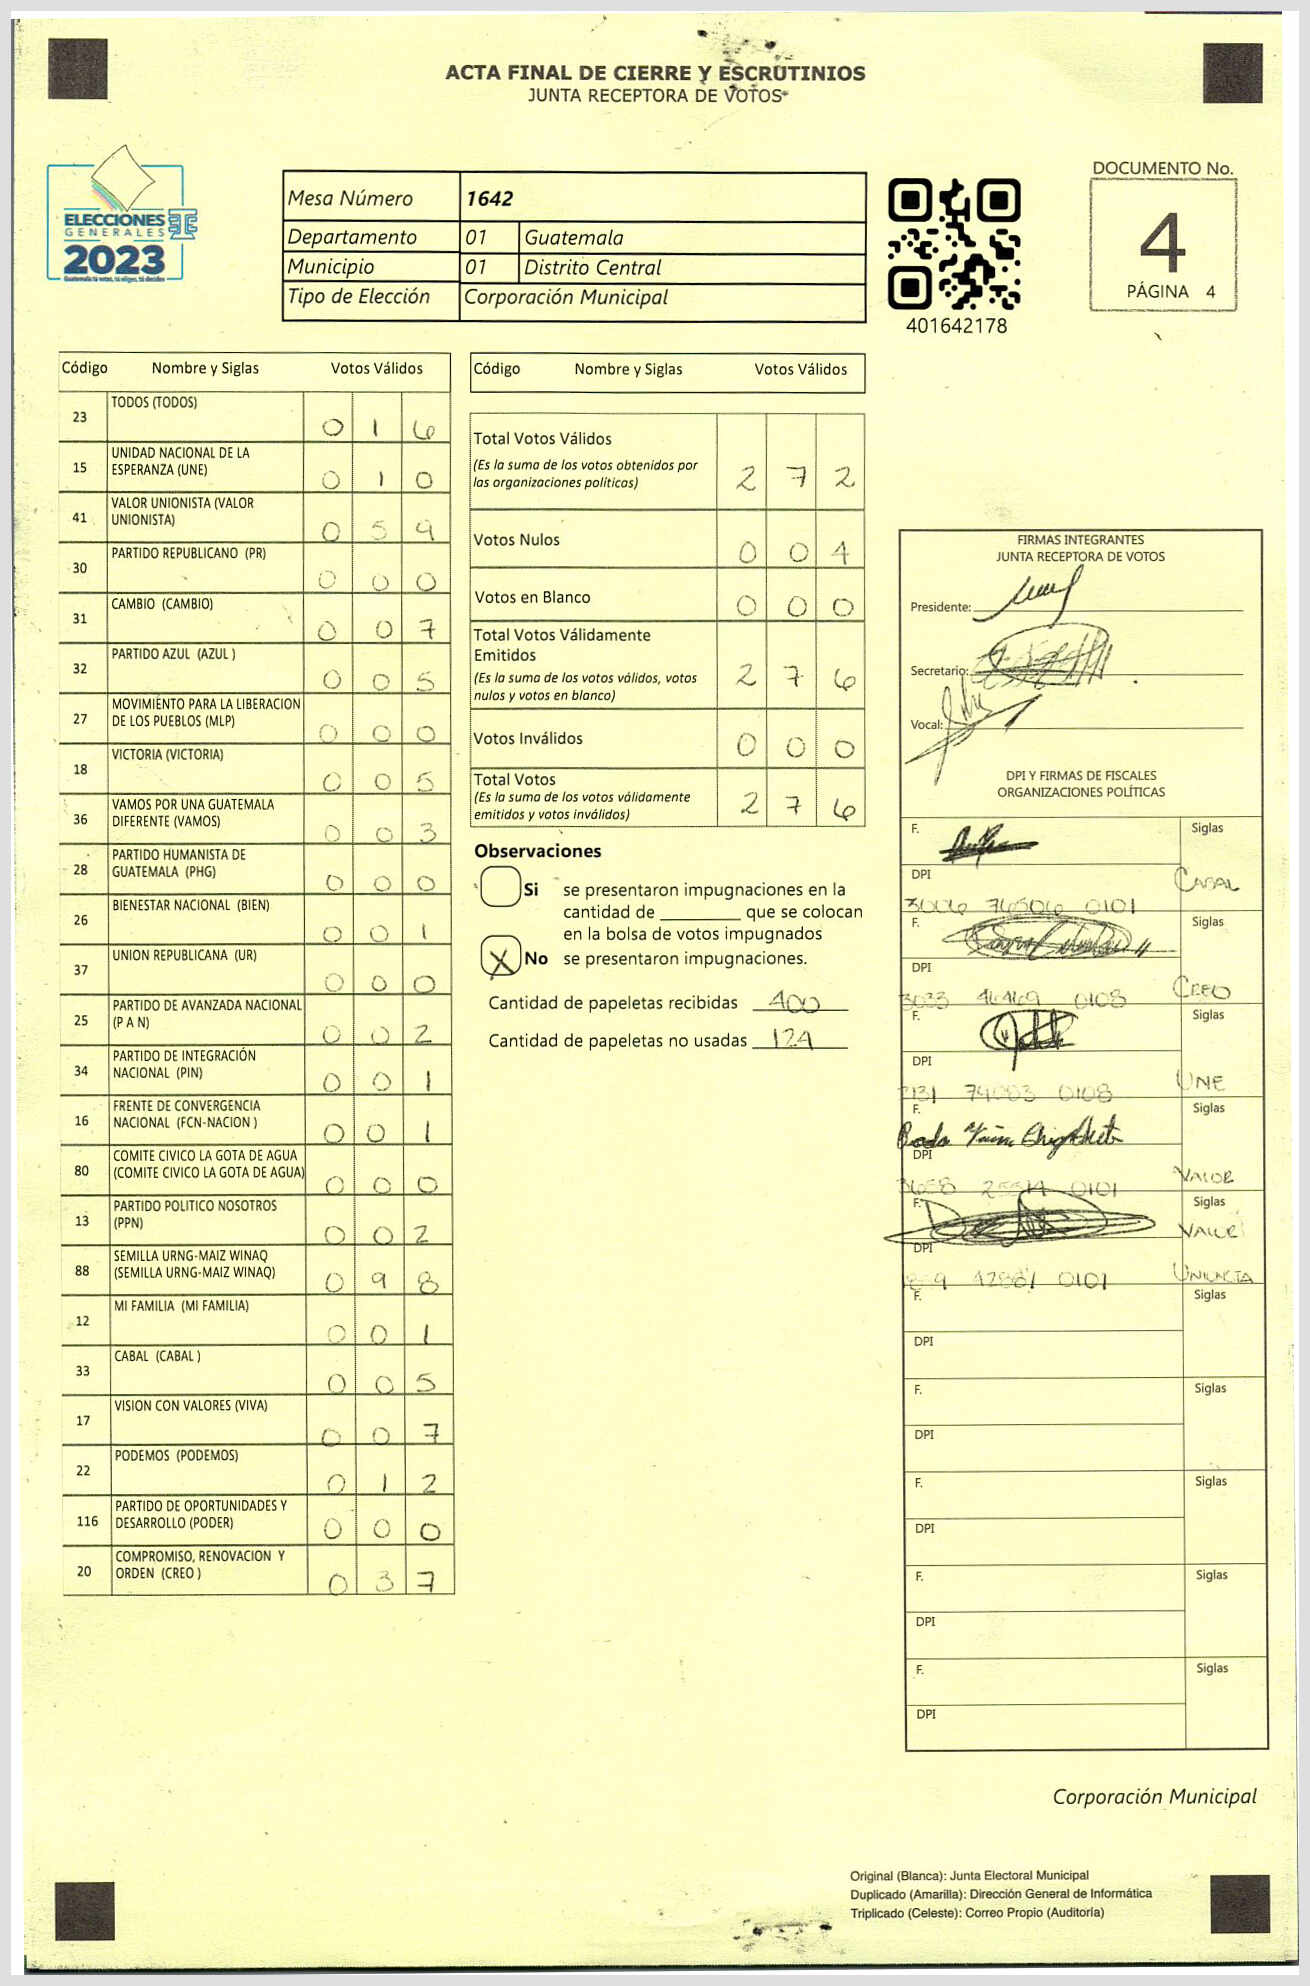 ACTA FINAL DE CIERRE Y ESCRUTINIOS
JUNTA RECEPTORA DE VOTOS
ELECCIONES
GENERALES
2023
Mesa Número 1642
Departamento 01 Guatemala
Municipio 01 Distrito Central
Tipo de Elección Corporación Municipal
401642178
DOCUMENTO No.
4
PÁGINA 4
Código Nombre y Siglas Votos Válidos
23 TODOS (TODOS) 0 1 6
15 UNIDAD NACIONAL DE LA
ESPERANZA (UNE) 0 1 0
41 VALOR UNIONISTA (VALOR
UNIONISTA) 0 5 9
30 PARTIDO REPUBLICANO (PR) 0 0 0
31 CAMBIO (CAMBIO) 0 0 7
32 PARTIDO AZUL (AZUL ) 0 0 5
27 MOVIMIENTO PARA LA LIBERACION
DE LOS PUEBLOS (MLP) 0 0 0
18 VICTORIA (VICTORIA) 0 0 5
36 VAMOS POR UNA GUATEMALA
DIFERENTE (VAMOS) 0 0 3
28 PARTIDO HUMANISTA DE
GUATEMALA (PHG) 0 0 0
26 BIENESTAR NACIONAL (BIEN) 0 0 1
37 UNION REPUBLICANA (UR) 0 0 0
25 PARTIDO DE AVANZADA NACIONAL
(P A N) 0 0 2
34 PARTIDO DE INTEGRACIÓN
NACIONAL (PIN) 0 0 1
16 FRENTE DE CONVERGENCIA
NACIONAL (FCN-NACION ) 0 0 1
80 COMITE CIVICO LA GOTA DE AGUA
(COMITE CIVICO LA GOTA DE AGUA) 0 0 0
13 PARTIDO POLITICO NOSOTROS
(PPN) 0 0 2
88 SEMILLA URNG-MAIZ WINAQ
(SEMILLA URNG-MAIZ WINAQ) 0 9 8
12 MI FAMILIA (MI FAMILIA) 0 0 1
33 CABAL (CABAL ) 0 0 5
17 VISION CON VALORES (VIVA) 0 0 7
22 PODEMOS (PODEMOS) 0 1 2
116 PARTIDO DE OPORTUNIDADES Y
DESARROLLO (PODER) 0 0 0
20 COMPROMISO, RENOVACION Y
ORDEN (CREO ) 0 3 7
Código Nombre y Siglas Votos Válidos
Total Votos Válidos
(Es la suma de los votos obtenidos por
las organizaciones políticas) 2 7 2
Votos Nulos 0 0 4
Votos en Blanco 0 0 0
Total Votos Válidamente
Emitidos
(Es la suma de los votos válidos, votos
nulos y votos en blanco) 2 7 6
Votos Inválidos 0 0 0
Total Votos
(Es la suma de los votos válidamente
emitidos y votos inválidos) 2 7 6
Observaciones
Si se presentaron impugnaciones en la
cantidad de ________ que se colocan
en la bolsa de votos impugnados
X No se presentaron impugnaciones.
Cantidad de papeletas recibidas 400
Cantidad de papeletas no usadas 124
FIRMAS INTEGRANTES
JUNTA RECEPTORA DE VOTOS
Presidente:
Secretario:
Vocal:
DPI Y FIRMAS DE FISCALES
ORGANIZACIONES POLÍTICAS
F. Siglas
DPI CABAL
3006 76506 0101
F. Siglas
DPI CREO
0108
F. Siglas
DPI UNE
0108
F. Siglas
DPI VALOR
0101
F. Siglas
VALOR
DPI UNIONISTA
0101
F. Siglas
DPI
F. Siglas
DPI
F. Siglas
DPI
F. Siglas
DPI
F. Siglas
DPI
Corporación Municipal
Original (Blanca): Junta Electoral Municipal
Duplicado (Amarilla): Dirección General de Informática
Triplicado (Celeste): Correo Propio (Auditoría)